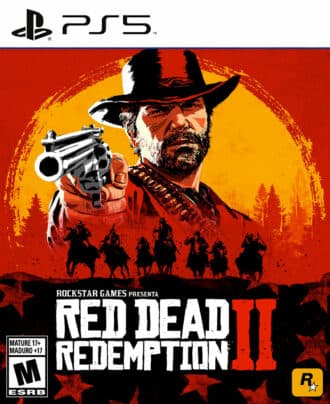 PS5
ROCKSTAR GAMES PRESENTA
RED DEAD
REDEMPTION II
MATURE 17+
MADURO +17
M
ESRB
R